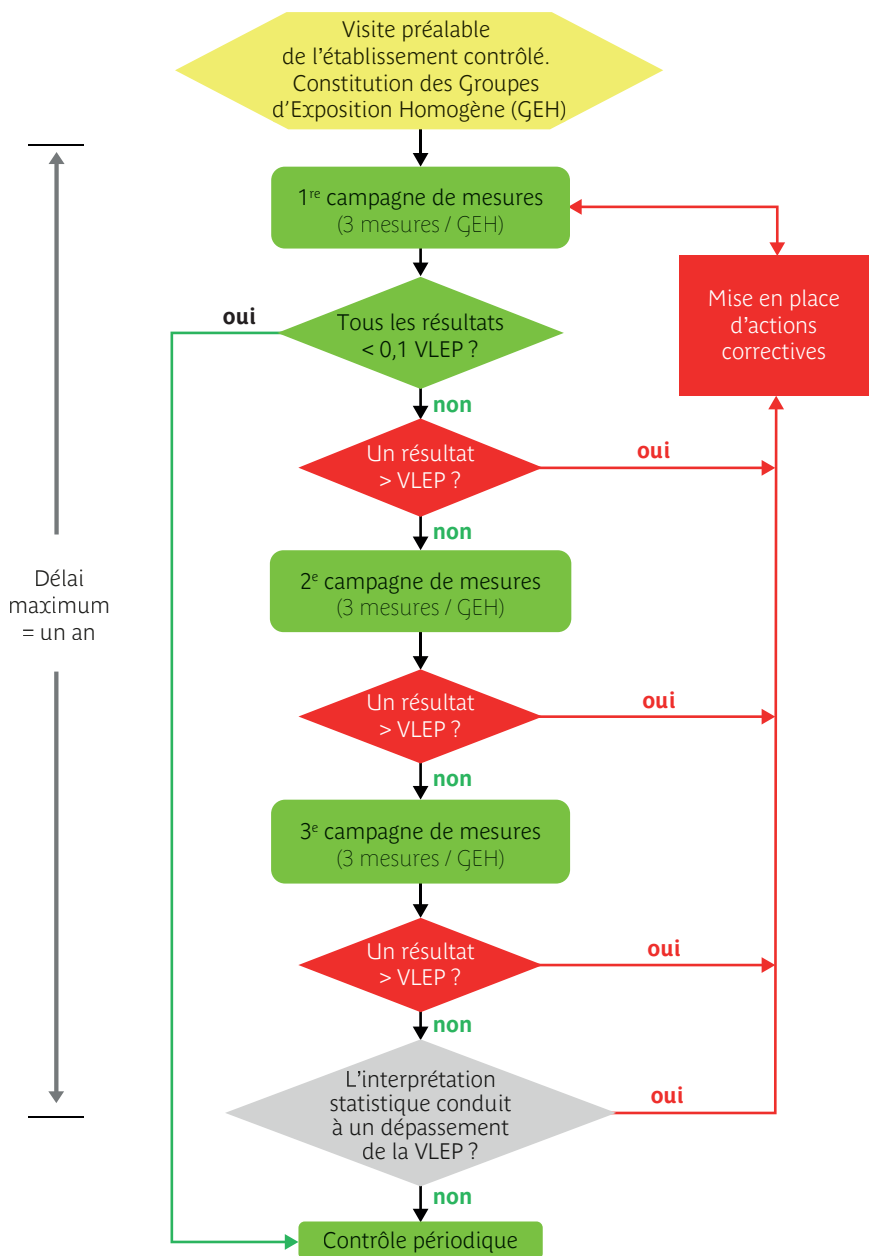 Visite préalable
de l'établissement contrôlé.
Constitution des Groupes
d'Exposition Homogène (GEH)
1re campagne de mesures
(3 mesures / GEH)
Mise en place
d'actions
correctives
oui
Tous les résultats
< 0,1 VLEP ?
non
Un résultat
> VLEP ?
oui
non
Délai
maximum
= un an
2e campagne de mesures
(3 mesures / GEH)
Un résultat
> VLEP ?
oui
non
3e campagne de mesures
(3 mesures / GEH)
Un résultat
> VLEP ?
oui
non
L'interprétation
statistique conduit
à un dépassement
de la VLEP ?
oui
non
Contrôle périodique